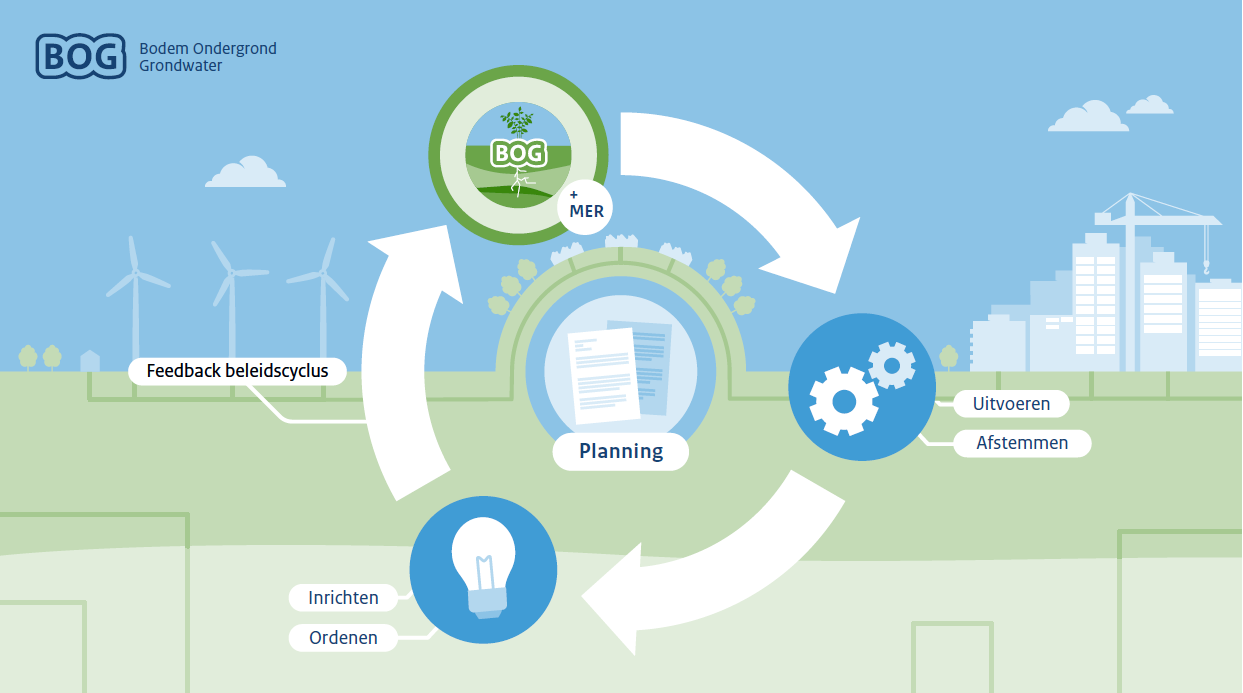 BOG
Bodem Ondergrond
Grondwater
BOG
+
MER
Feedback beleidscyclus
Planning
Uitvoeren
Afstemmen
Inrichten
Ordenen